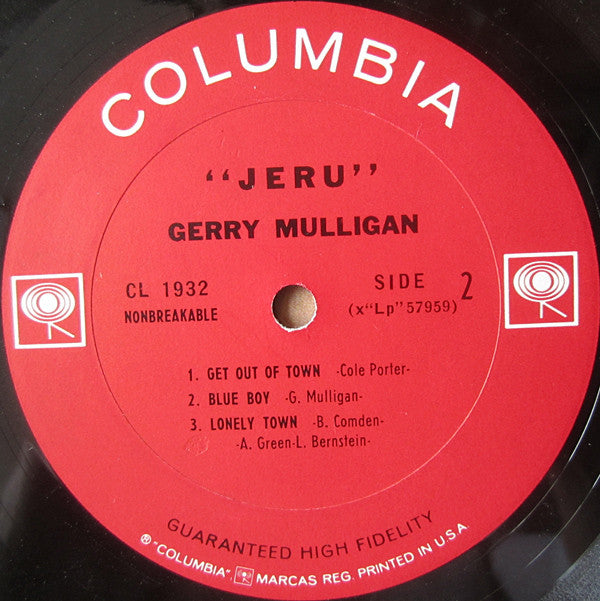 COLUMBIA
"JERU"
GERRY MULLIGAN
CL 1932
NONBREAKABLE
SIDE 2
(x"Lp" 57959)
1. GET OUT OF TOWN -Cole Porter-
2. BLUE BOY -G. Mulligan-
3. LONELY TOWN -B. Comden-
-A. Green-L. Bernstein-
GUARANTEED HIGH FIDELITY
® "COLUMBIA" MARCAS REG. PRINTED IN U.S.A.